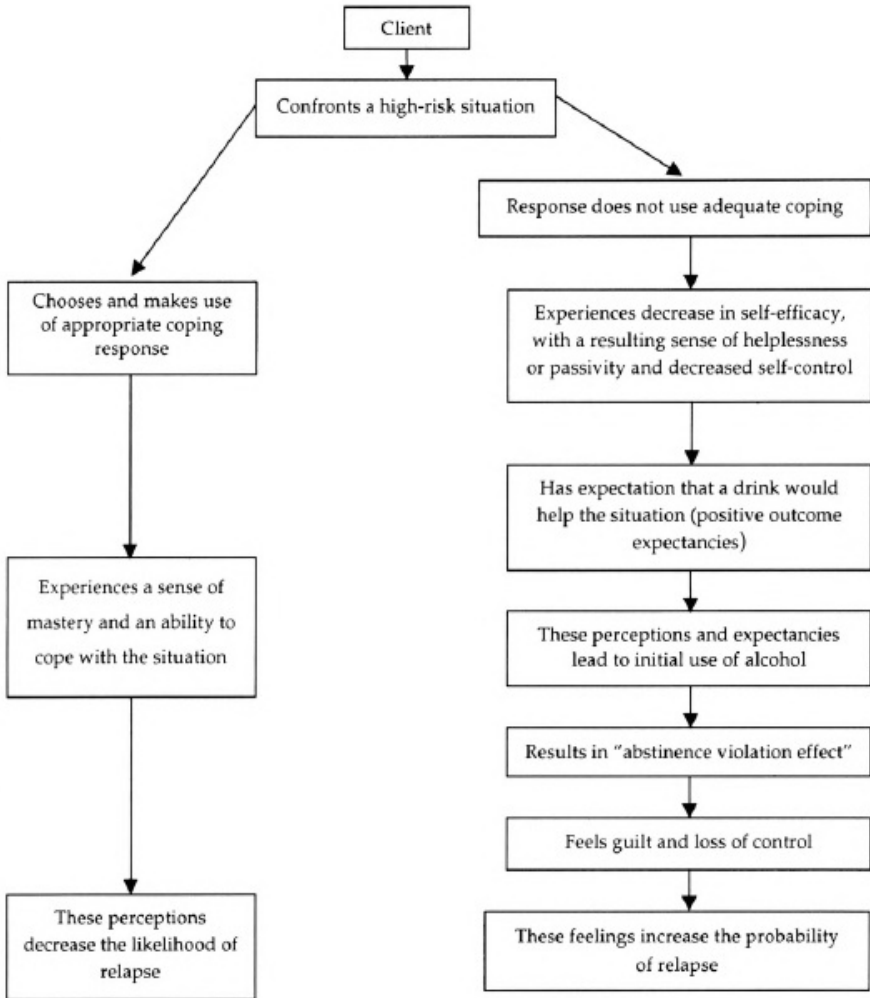 Client
Confronts a high-risk situation
Response does not use adequate coping
Chooses and makes use
of appropriate coping
response
Experiences decrease in self-efficacy,
with a resulting sense of helplessness
or passivity and decreased self-control
Has expectation that a drink would
help the situation (positive outcome
expectancies)
Experiences a sense of
mastery and an ability to
cope with the situation
These perceptions and expectancies
lead to initial use of alcohol
Results in “abstinence violation effect”
Feels guilt and loss of control
These perceptions
decrease the likelihood of
relapse
These feelings increase the probability
of relapse